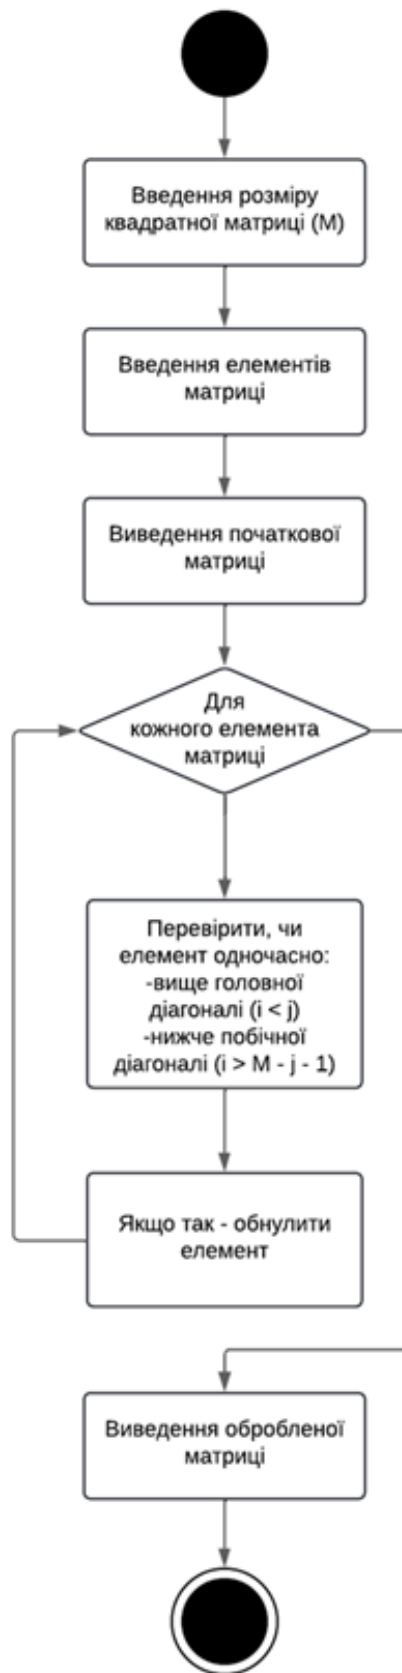 Введення розміру
квадратної матриці (M)
Введення елементів
матриці
Виведення початкової
матриці
Для
кожного елемента
матриці
Перевірити, чи
елемент одночасно:
-вище головної
діагоналі (i < j)
-нижче побічної
діагоналі (i > M - j - 1)
Якщо так - обнулити
елемент
Виведення обробленої
матриці